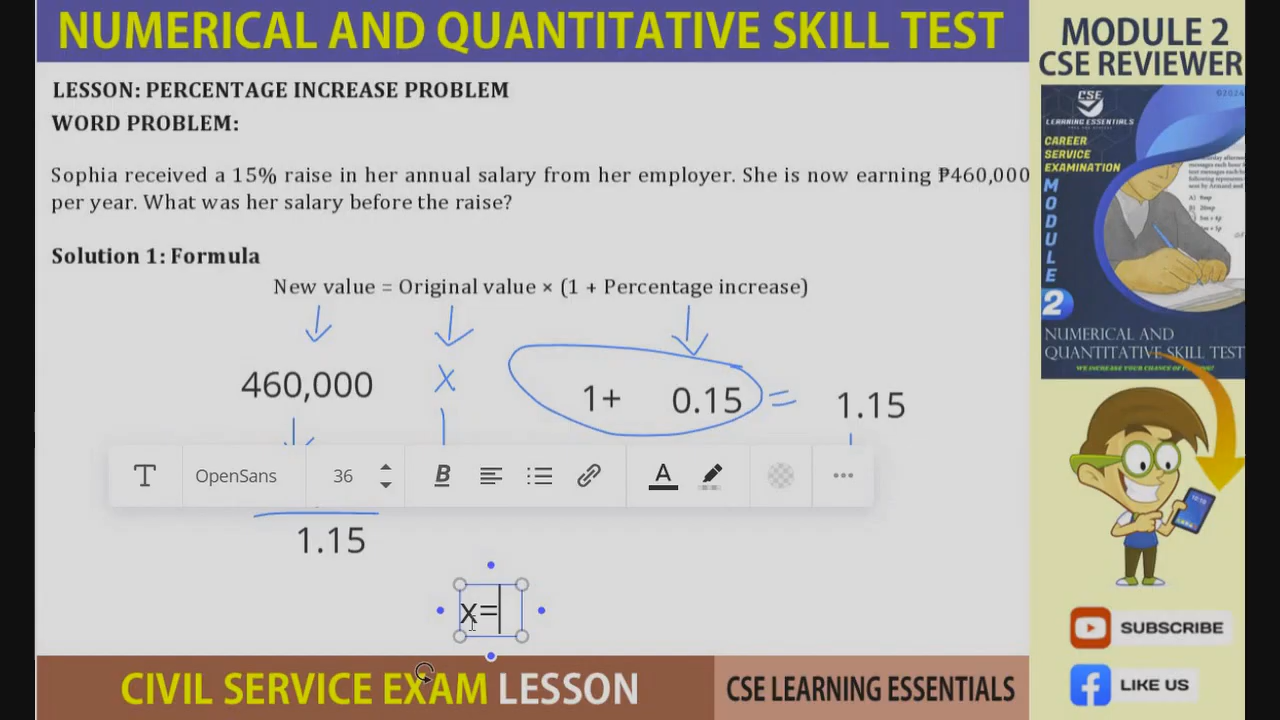 NUMERICAL AND QUANTITATIVE SKILL TEST
MODULE 2
CSE REVIEWER
LESSON: PERCENTAGE INCREASE PROBLEM
WORD PROBLEM:
Sophia received a 15% raise in her annual salary from her employer. She is now earning ₱460,000
per year. What was her salary before the raise?
Solution 1: Formula
New value = Original value × (1 + Percentage increase)
460,000
x
1+ 0.15
=
1.15
OpenSans
36
B
A
1.15
x=
CSE
LEARNING ESSENTIALS
CAREER
SERVICE
EXAMINATION
MODULE
2
NUMERICAL AND
QUANTITATIVE SKILL TEST
SUBSCRIBE
LIKE US
CIVIL SERVICE EXAM LESSON
CSE LEARNING ESSENTIALS